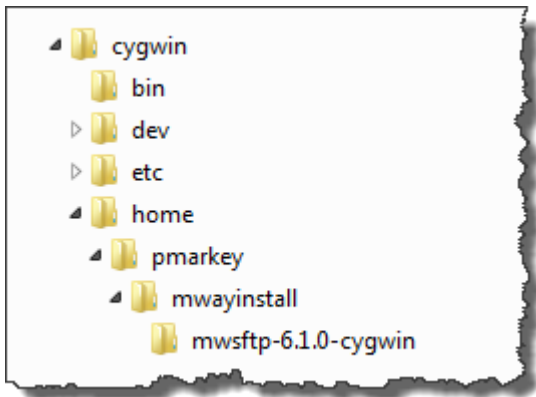 cygwin
bin
dev
etc
home
pmarkey
mwayinstall
mwsftp-6.1.0-cygwin